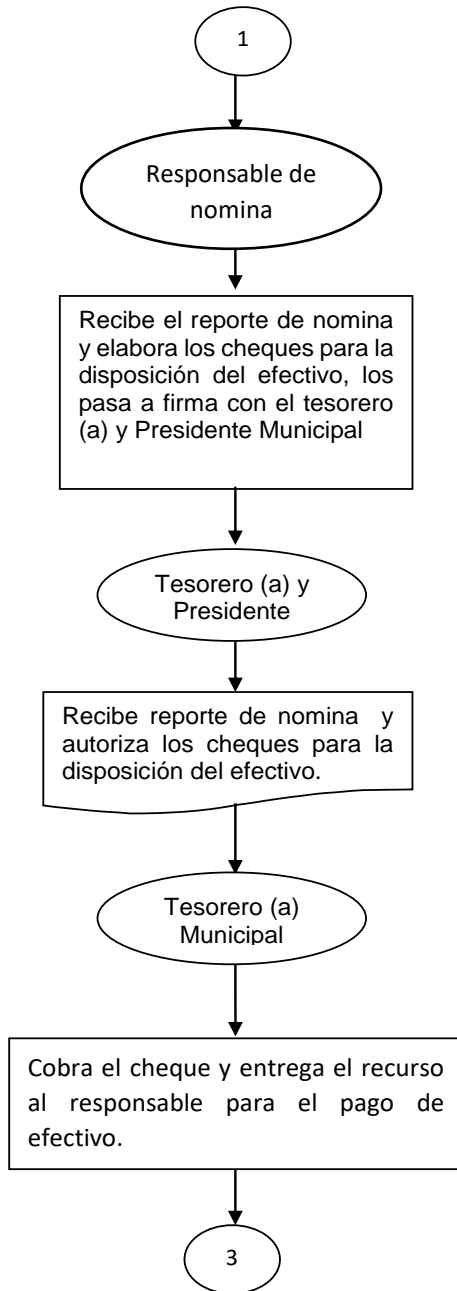 1
Responsable de
nomina
Recibe el reporte de nomina
y elabora los cheques para la
disposición del efectivo, los
pasa a firma con el tesorero
(a) y Presidente Municipal
Tesorero (a) y
Presidente
Recibe reporte de nomina y
autoriza los cheques para la
disposición del efectivo.
Tesorero (a)
Municipal
Cobra el cheque y entrega el recurso
al responsable para el pago de
efectivo.
3